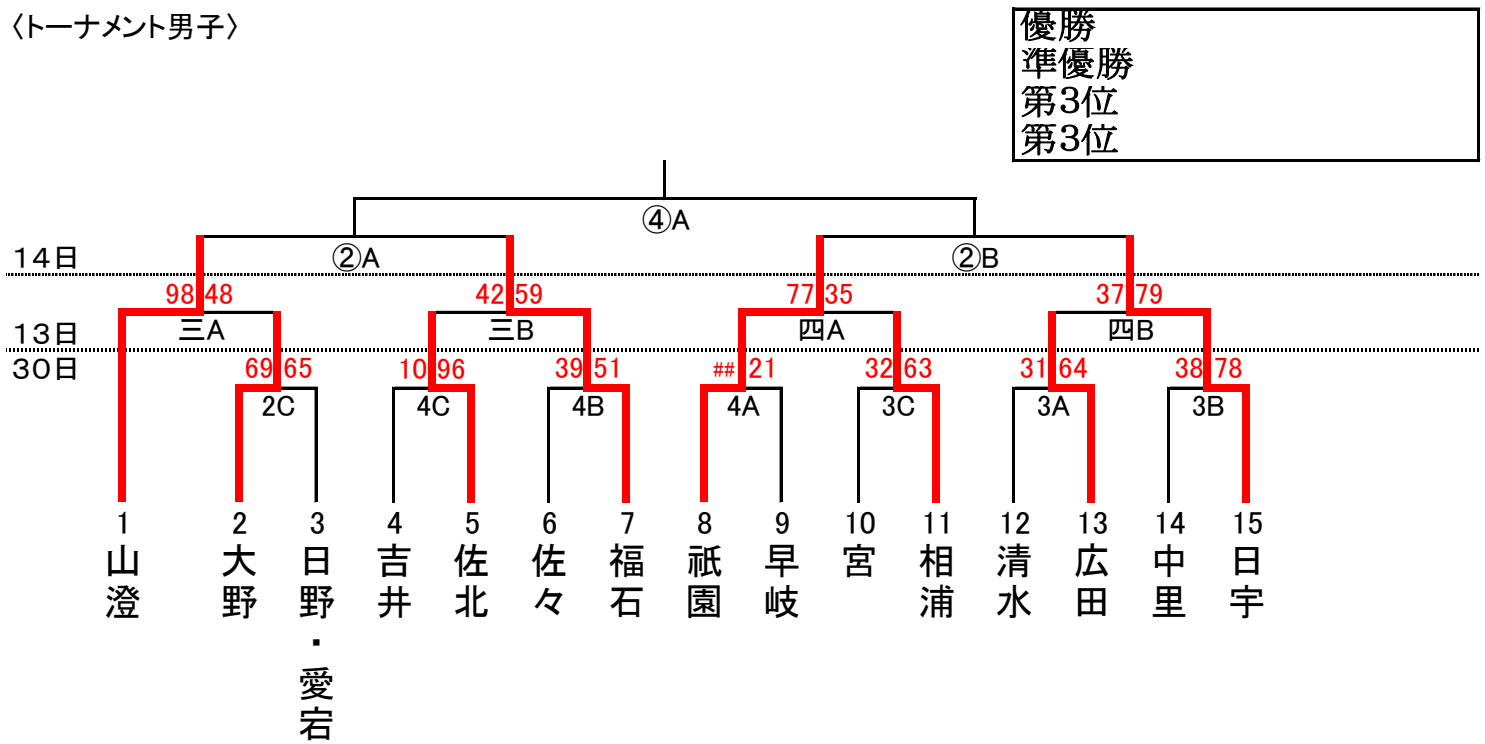 〈トーナメント男子〉
優勝
準優勝
第3位
第3位
④A
②A ②B
14日
98 48 42 59 77 35 37 79
三A 三B 四A 四B
13日
30日
69 65 10 96 39 51 ## 21 32 63 31 64 38 78
2C 4C 4B 4A 3C 3A 3B
1 2 3 4 5 6 7 8 9 10 11 12 13 14 15
山澄 大野 日野・愛宕 吉井 佐北 佐々 福石 祇園 早岐 宮 相浦 清水 広田 中里 日宇